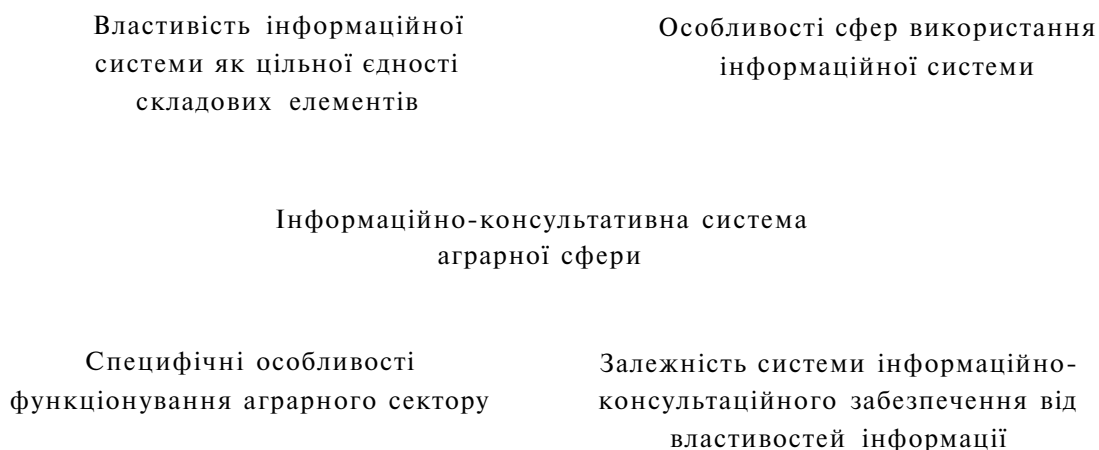 Властивість інформаційної
системи як цільної єдності
складових елементів
Особливості сфер використання
інформаційної системи
Інформаційно-консультативна система
аграрної сфери
Специфічні особливості
функціонування аграрного сектору
Залежність системи інформаційно-
консультаційного забезпечення від
властивостей інформації